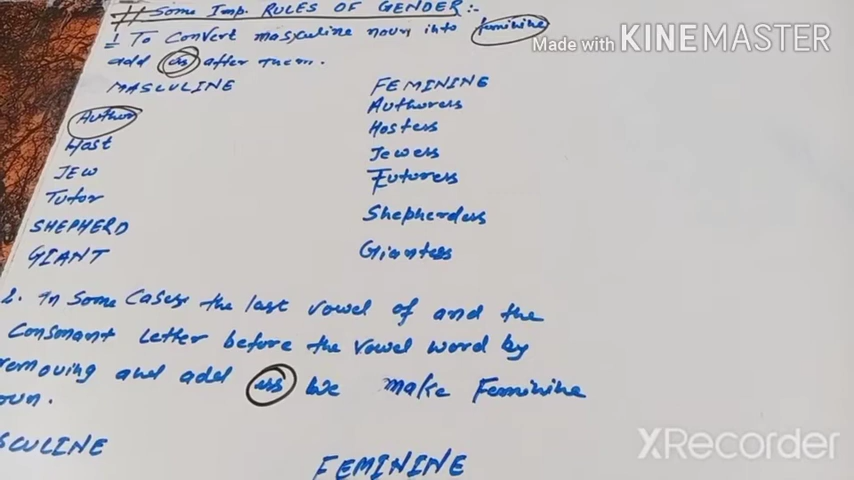 # Some Imp. RULES OF GENDER :-
1 To convert masculine noun into feminine
add ess after them.
MASCULINE FEMININE
Author Authoress
Host Hostess
JEW Jewess
Tutor Tutoress
SHEPHERD Shepherdess
GIANT Giantess
2. In some Cases, the last vowel of and the
Consonant Letter before the vowel word by
removing and add ess we make Feminine
oun.
SCULINE FEMININE
Made with KINEMASTER
XRecorder